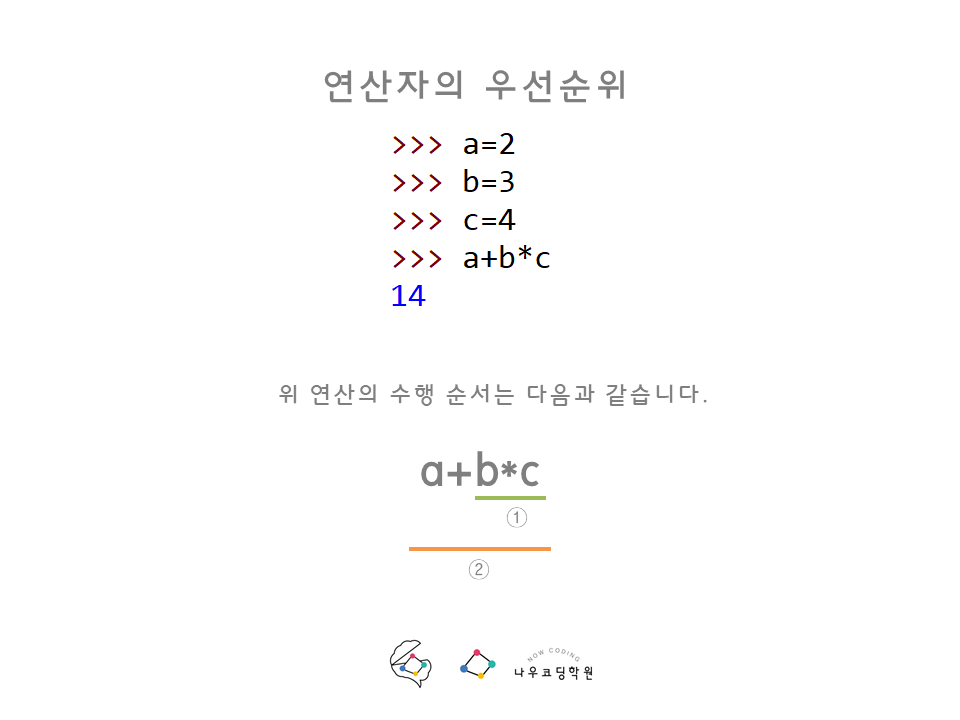 연산자의 우선순위
>>> a=2
>>> b=3
>>> c=4
>>> a+b*c
14
위 연산의 수행 순서는 다음과 같습니다.
a+b*c
①
②
NOW CODING
나우코딩학원